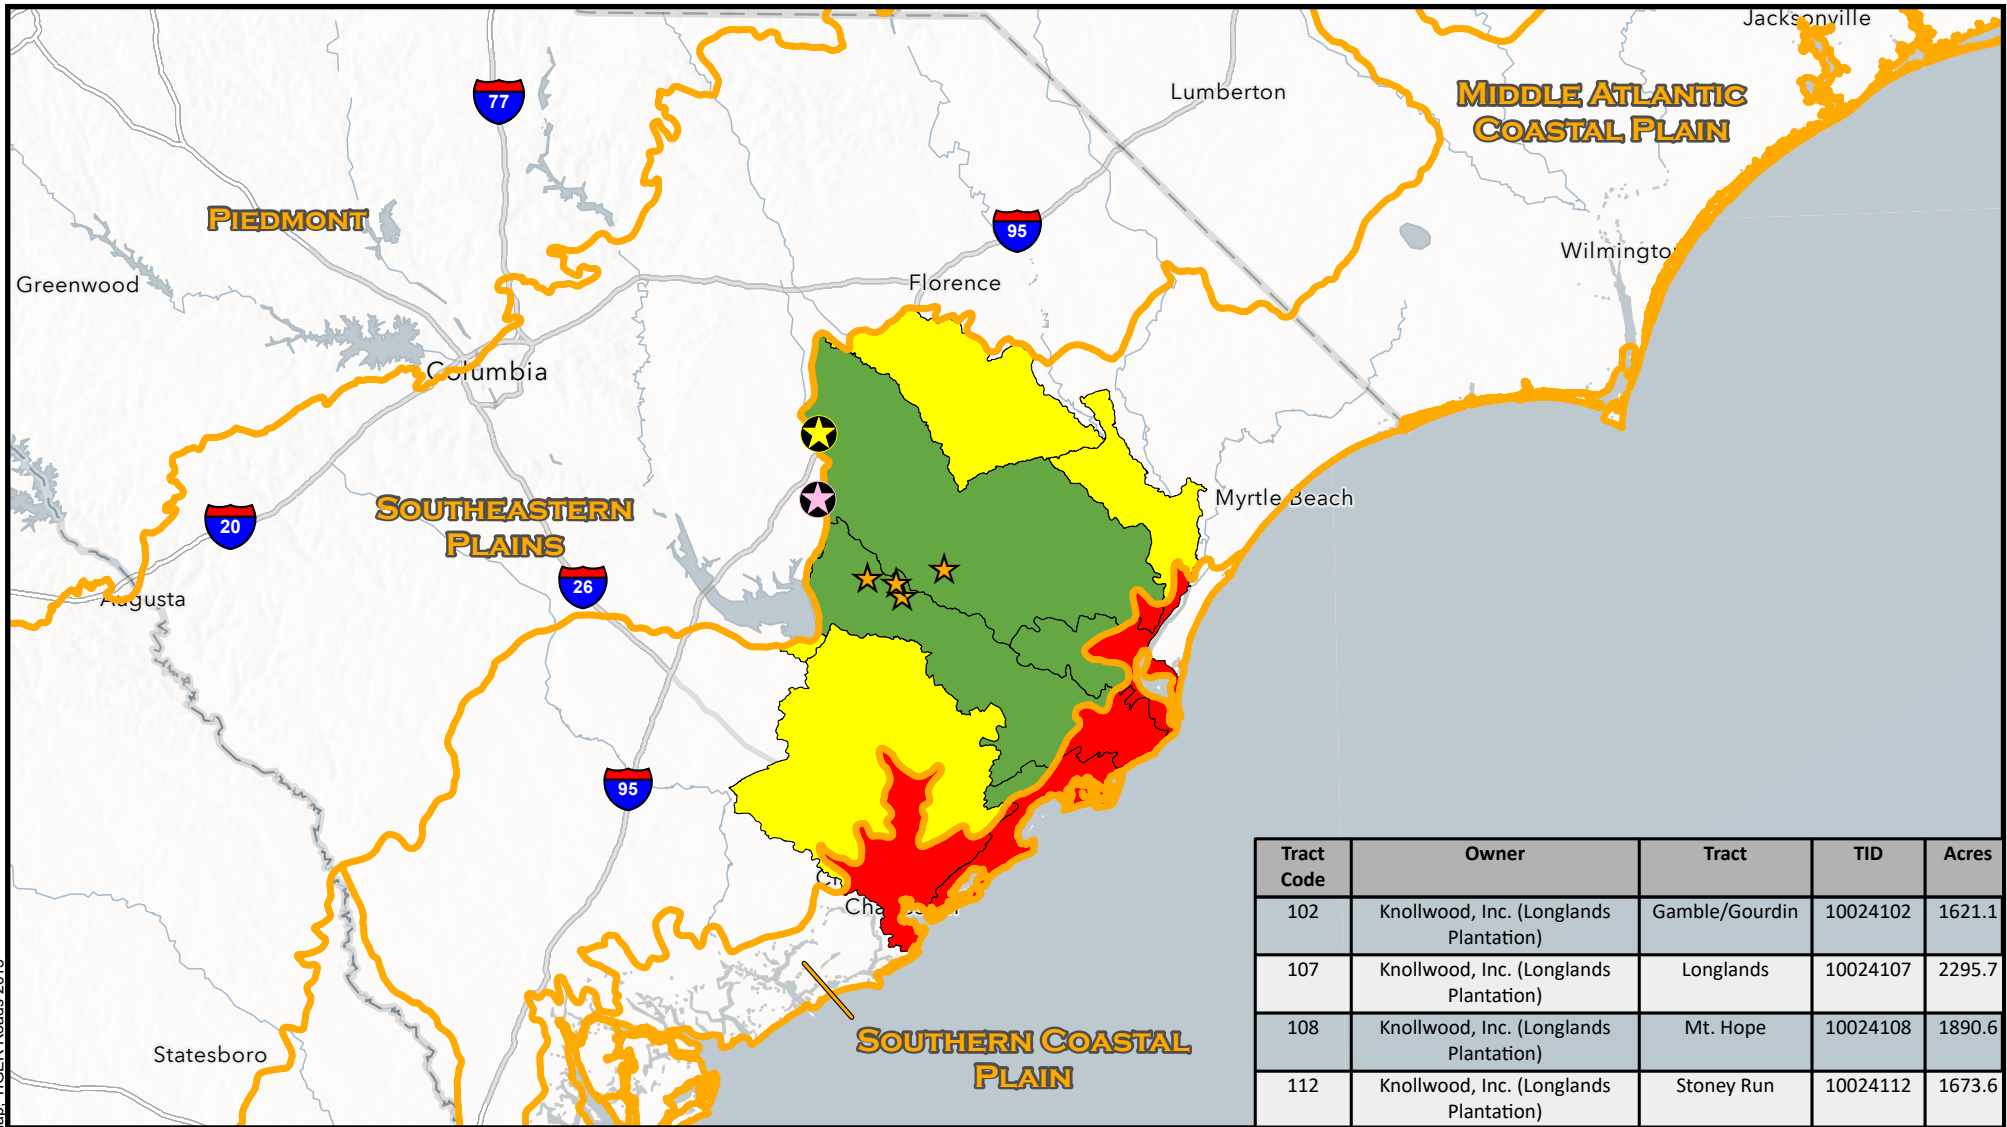 Jacksonville
77
Lumberton
MIDDLE ATLANTIC
COASTAL PLAIN
PIEDMONT
95
Wilmingto
Greenwood
Florence
Columbia
Myrtle Beach
SOUTHEASTERN
PLAINS
20
26
Augusta
95
Statesboro
SOUTHERN COASTAL
PLAIN
Tract Code Owner Tract TID Acres
102 Knollwood, Inc. (Longlands Plantation) Gamble/Gourdin 10024102 1621.1
107 Knollwood, Inc. (Longlands Plantation) Longlands 10024107 2295.7
108 Knollwood, Inc. (Longlands Plantation) Mt. Hope 10024108 1890.6
112 Knollwood, Inc. (Longlands Plantation) Stoney Run 10024112 1673.6